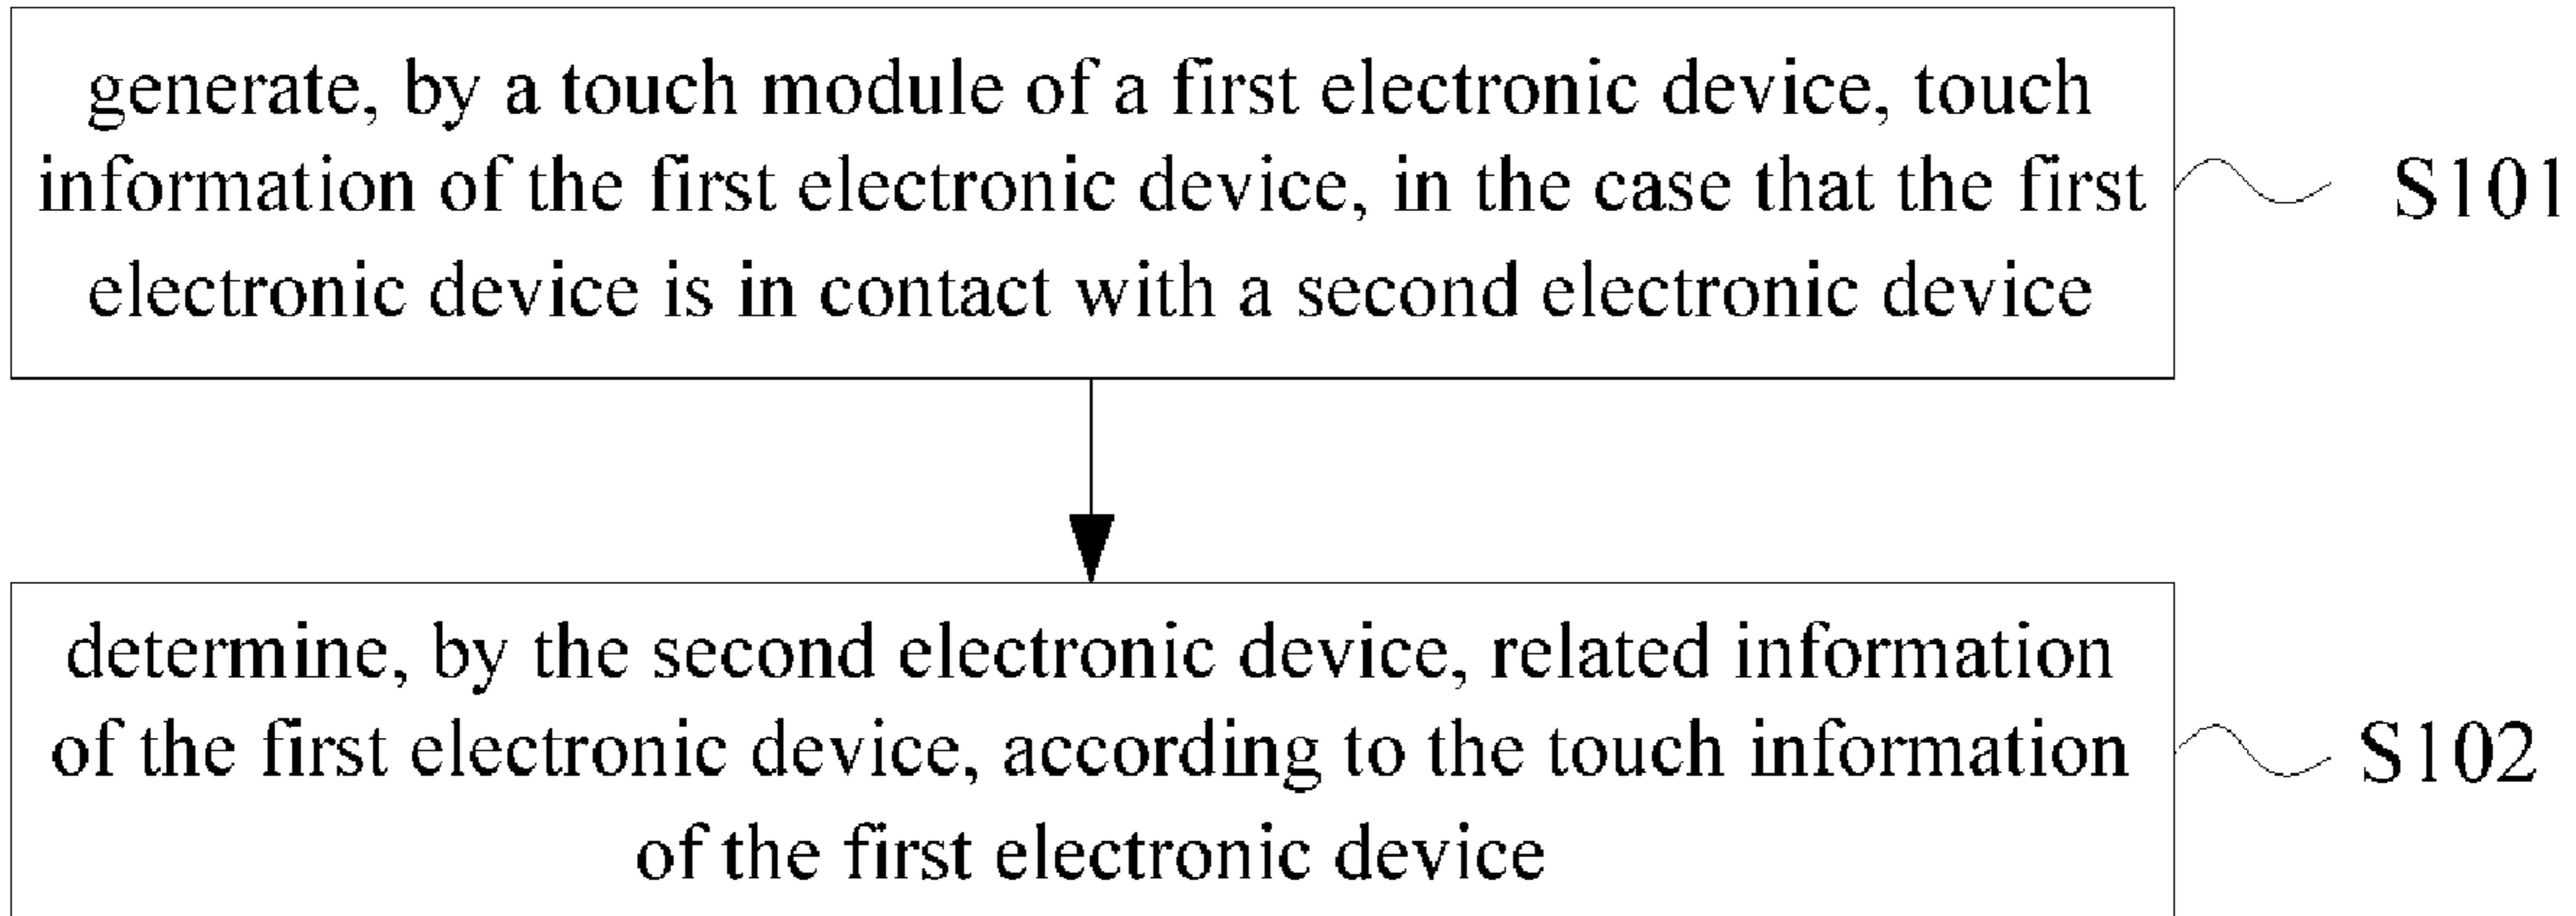 generate, by a touch module of a first electronic device, touch
information of the first electronic device, in the case that the first
electronic device is in contact with a second electronic device
S101
determine, by the second electronic device, related information
of the first electronic device, according to the touch information
of the first electronic device
S102